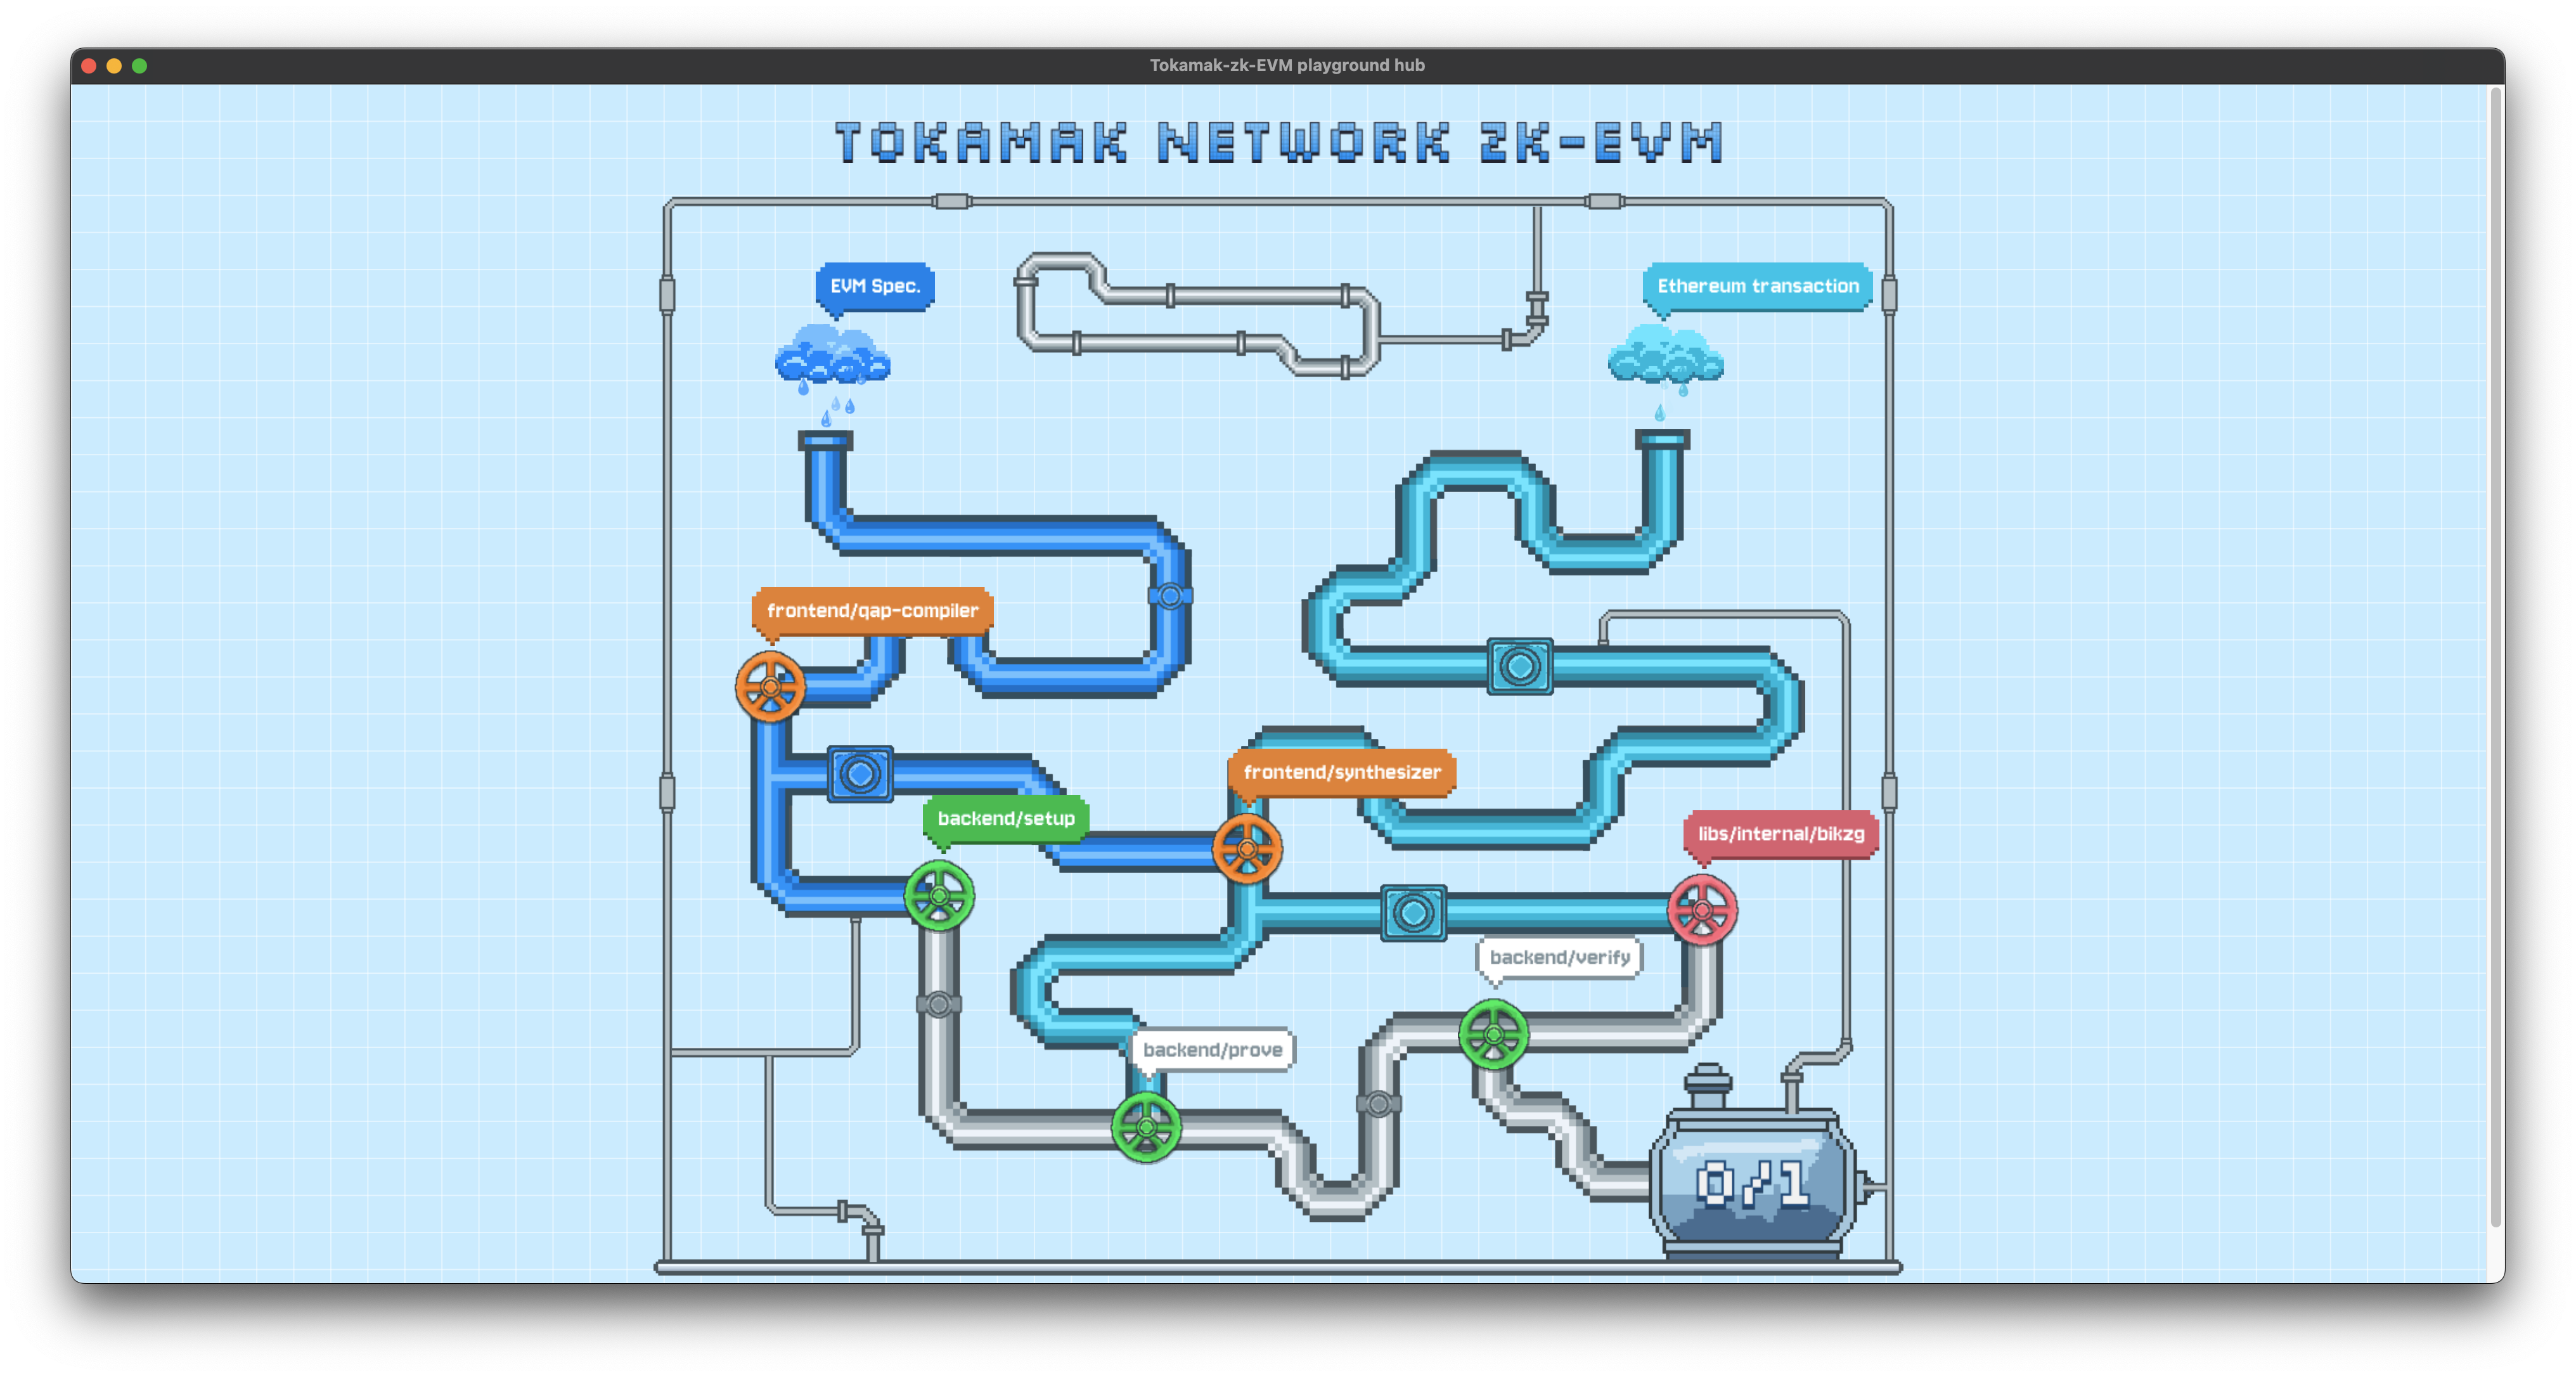 Tokamak-zk-EVM playground hub
TOKAMAK NETWORK ZK-EVM
EVM Spec.
Ethereum transaction
frontend/qap-compiler
frontend/synthesizer
backend/setup
libs/internal/bikzg
backend/verify
backend/prove
0/1